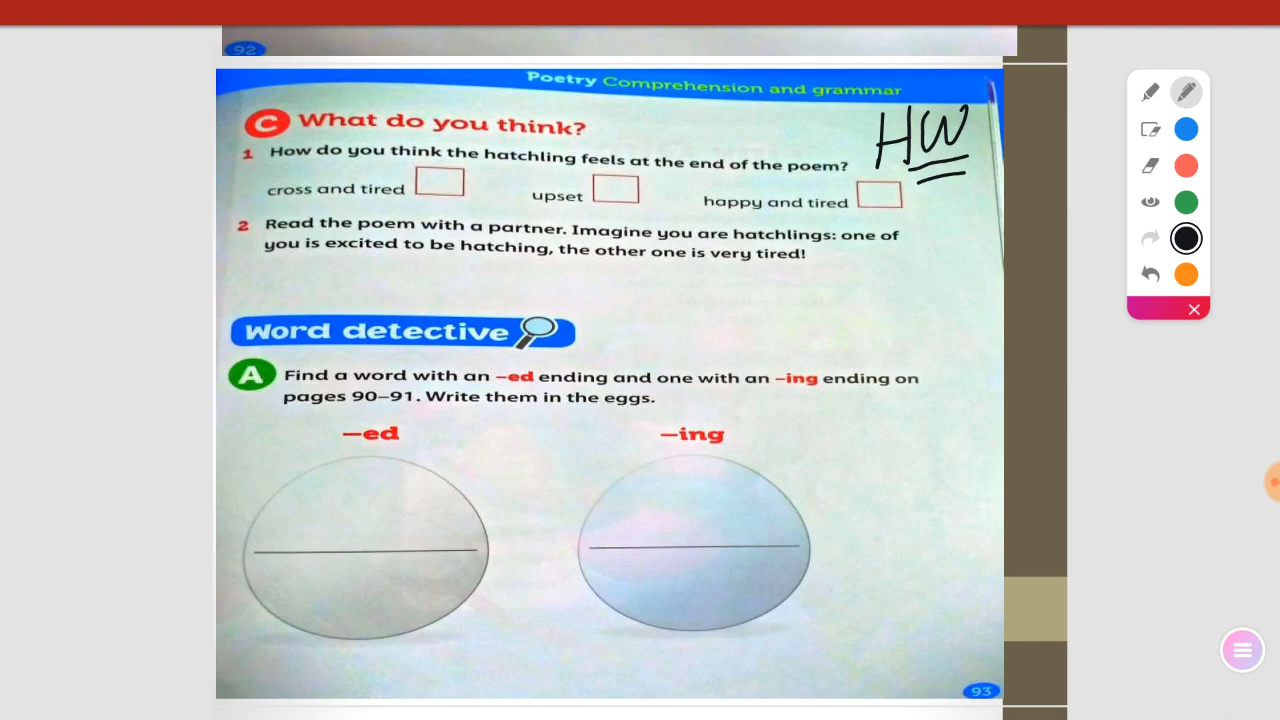 92
Poetry Comprehension and grammar
HW
C What do you think?
1 How do you think the hatchling feels at the end of the poem?
cross and tired upset happy and tired
2 Read the poem with a partner. Imagine you are hatchlings: one of
you is excited to be hatching, the other one is very tired!
Word detective
A Find a word with an –ed ending and one with an –ing ending on
pages 90–91. Write them in the eggs.
–ed –ing
93